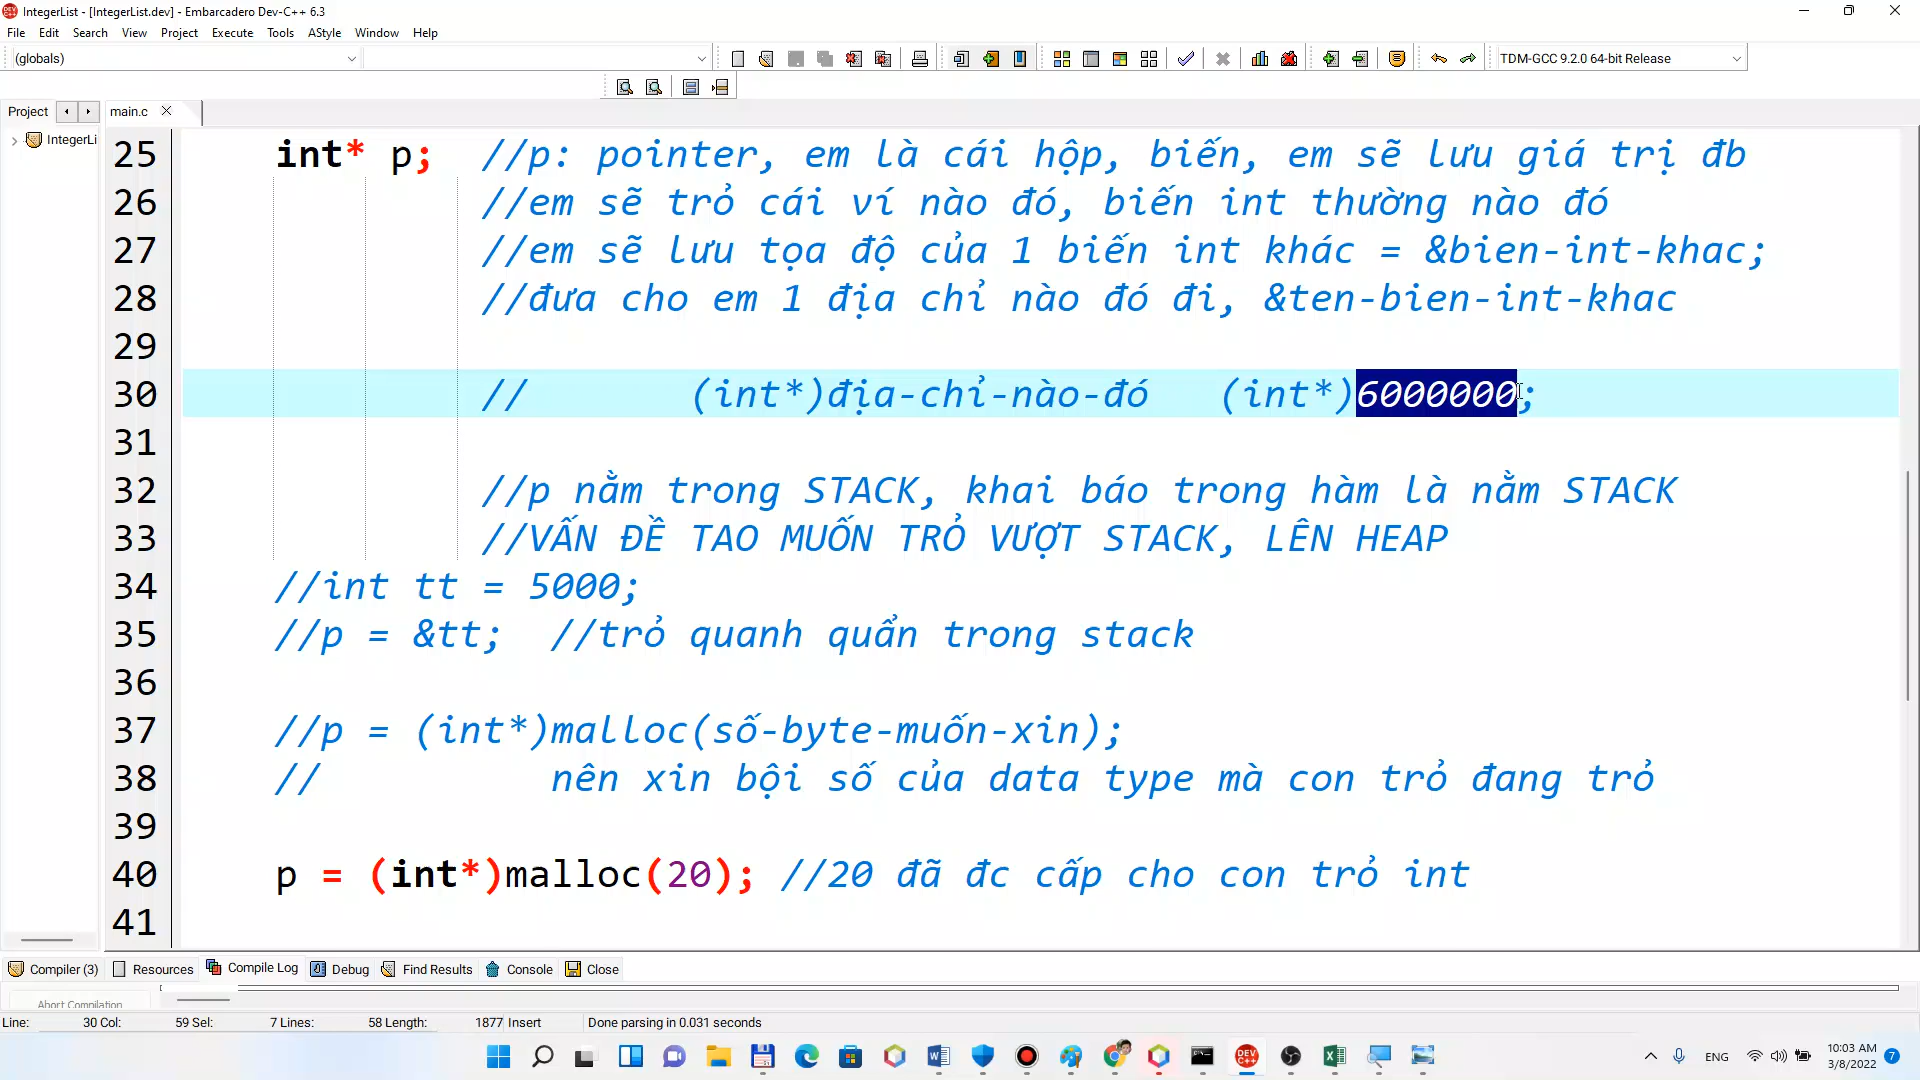 IntegerList - [IntegerList.dev] - Embarcadero Dev-C++ 6.3
File Edit Search View Project Execute Tools AStyle Window Help
(globals)
TDM-GCC 9.2.0 64-bit Release
Project
main.c
IntegerLi
25 int* p; //p: pointer, em là cái hộp, biến, em sẽ lưu giá trị đb
26 //em sẽ trỏ cái ví nào đó, biến int thường nào đó
27 //em sẽ lưu tọa độ của 1 biến int khác = &bien-int-khac;
28 //đưa cho em 1 địa chỉ nào đó đi, &ten-bien-int-khac
29
30 // (int*)địa-chỉ-nào-đó (int*)6000000;
31
32 //p nằm trong STACK, khai báo trong hàm là nằm STACK
33 //VẤN ĐỀ TAO MUỐN TRỎ VƯỢT STACK, LÊN HEAP
34 //int tt = 5000;
35 //p = &tt; //trỏ quanh quẩn trong stack
36
37 //p = (int*)malloc(số-byte-muốn-xin);
38 // nên xin bội số của data type mà con trỏ đang trỏ
39
40 p = (int*)malloc(20); //20 đã đc cấp cho con trỏ int
41
Compiler (3) Resources Compile Log Debug Find Results Console Close
Abort Compilation
Line: 30 Col: 59 Sel: 7 Lines: 58 Length: 1877 Insert Done parsing in 0.031 seconds
DEV C++
ENG
10:03 AM
3/8/2022
7